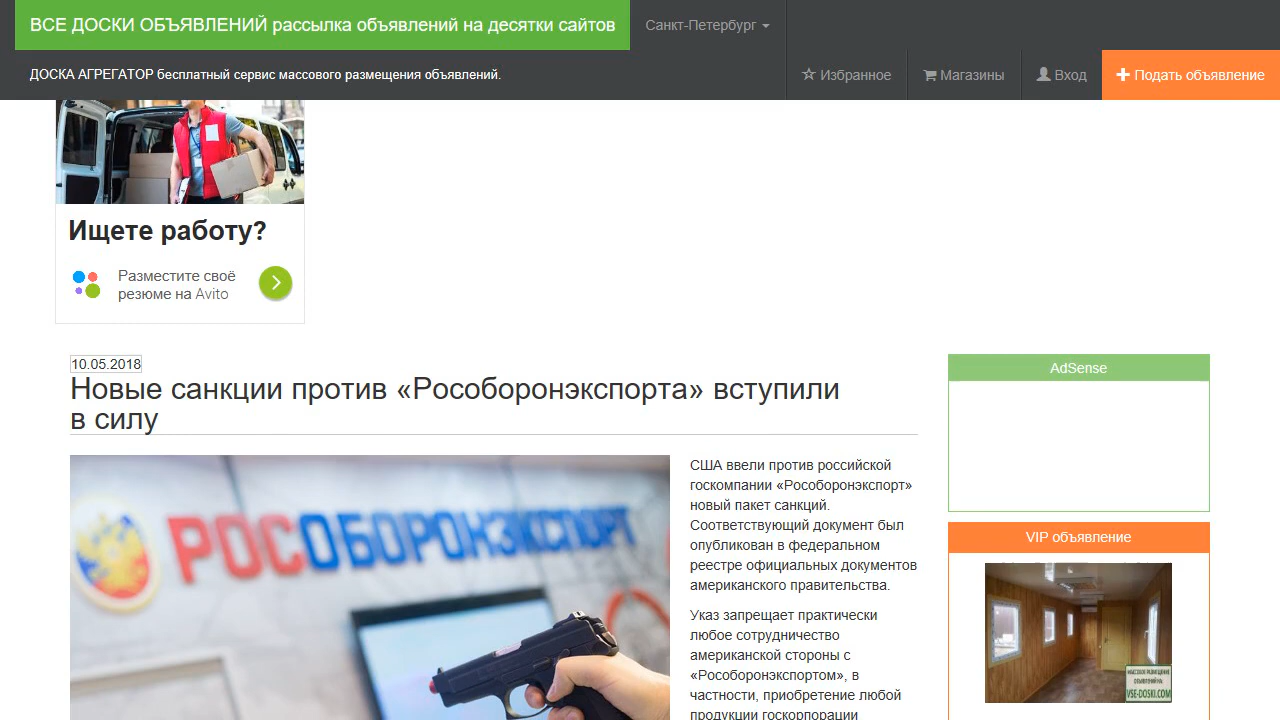 ВСЕ ДОСКИ ОБЪЯВЛЕНИЙ рассылка объявлений на десятки сайтов
Санкт-Петербург
ДОСКА АГРЕГАТОР бесплатный сервис массового размещения объявлений.
Избранное
Магазины
Вход
Подать объявление
Ищете работу?
Разместите своё
резюме на Avito
10.05.2018
Новые санкции против «Рособоронэкспорта» вступили
в силу
РОСОБОРОНЭКСПОРТ
США ввели против российской
госкомпании «Рособоронэкспорт»
новый пакет санкций.
Соответствующий документ был
опубликован в федеральном
реестре официальных документов
американского правительства.
Указ запрещает практически
любое сотрудничество
американской стороны с
«Рособоронэкспортом», в
частности, приобретение любой
продукции госкорпорации
AdSense
VIP объявление
МАССОВОЕ РАЗМЕЩЕНИЕ
ОБЪЯВЛЕНИЙ НА
VSE-DOSKI.COM